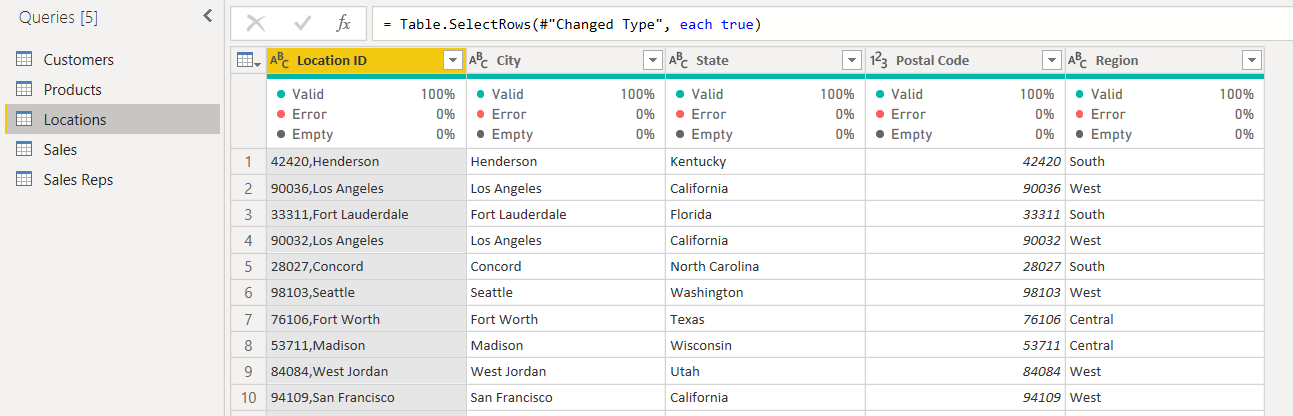 Queries [5]
Customers
Products
Locations
Sales
Sales Reps
fx = Table.SelectRows(#"Changed Type", each true)
ABC Location ID ABC City ABC State 123 Postal Code ABC Region
Valid 100% Valid 100% Valid 100% Valid 100% Valid 100%
Error 0% Error 0% Error 0% Error 0% Error 0%
Empty 0% Empty 0% Empty 0% Empty 0% Empty 0%
1 42420,Henderson Henderson Kentucky 42420 South
2 90036,Los Angeles Los Angeles California 90036 West
3 33311,Fort Lauderdale Fort Lauderdale Florida 33311 South
4 90032,Los Angeles Los Angeles California 90032 West
5 28027,Concord Concord North Carolina 28027 South
6 98103,Seattle Seattle Washington 98103 West
7 76106,Fort Worth Fort Worth Texas 76106 Central
8 53711,Madison Madison Wisconsin 53711 Central
9 84084,West Jordan West Jordan Utah 84084 West
10 94109,San Francisco San Francisco California 94109 West